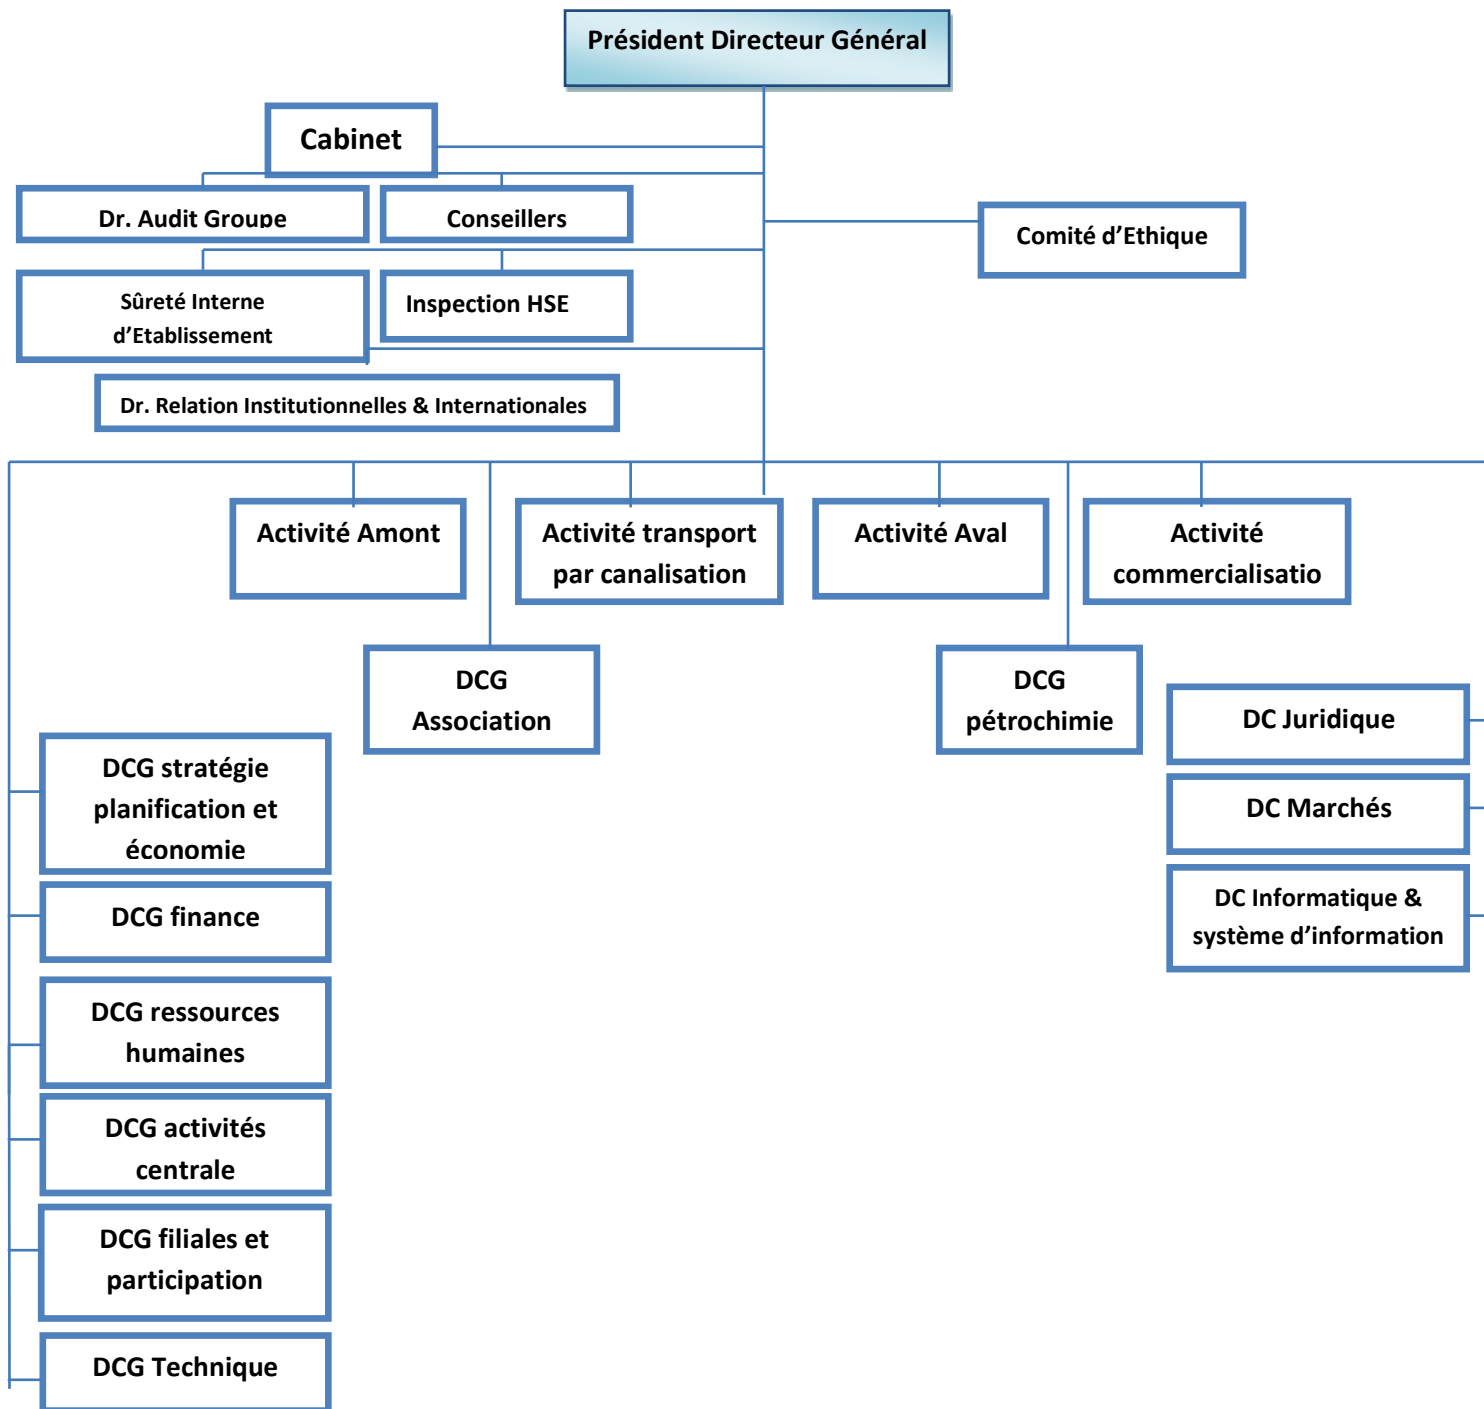 Président Directeur Général
Cabinet
Dr. Audit Groupe
Conseillers
Comité d’Ethique
Sûreté Interne
d’Etablissement
Inspection HSE
Dr. Relation Institutionnelles & Internationales
Activité Amont
Activité transport
par canalisation
Activité Aval
Activité
commercialisatio
DCG
Association
DCG
pétrochimie
DC Juridique
DCG stratégie
planification et
économie
DC Marchés
DCG finance
DC Informatique &
système d’information
DCG ressources
humaines
DCG activités
centrale
DCG filiales et
participation
DCG Technique